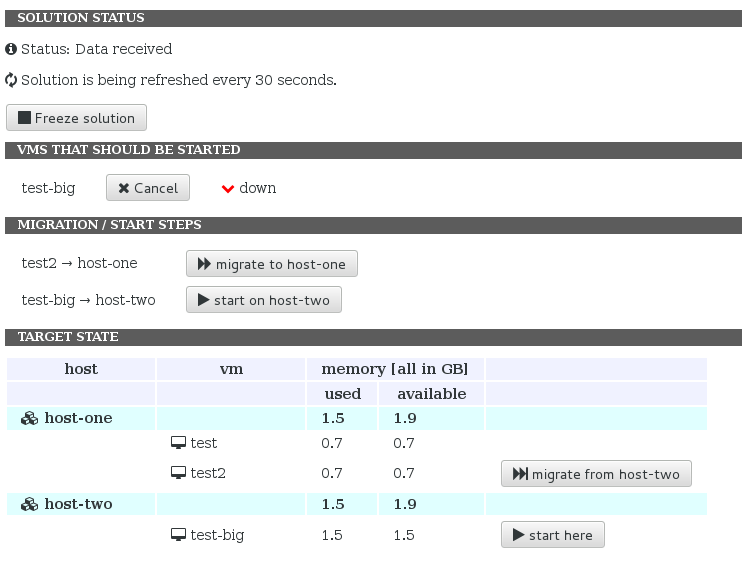 SOLUTION STATUS
Status: Data received
Solution is being refreshed every 30 seconds.
Freeze solution
VMS THAT SHOULD BE STARTED
test-big Cancel down
MIGRATION / START STEPS
test2 → host-one migrate to host-one
test-big → host-two start on host-two
TARGET STATE
host vm memory [all in GB]
used available
host-one 1.5 1.9
test 0.7 0.7
test2 0.7 0.7 migrate from host-two
host-two 1.5 1.9
test-big 1.5 1.5 start here